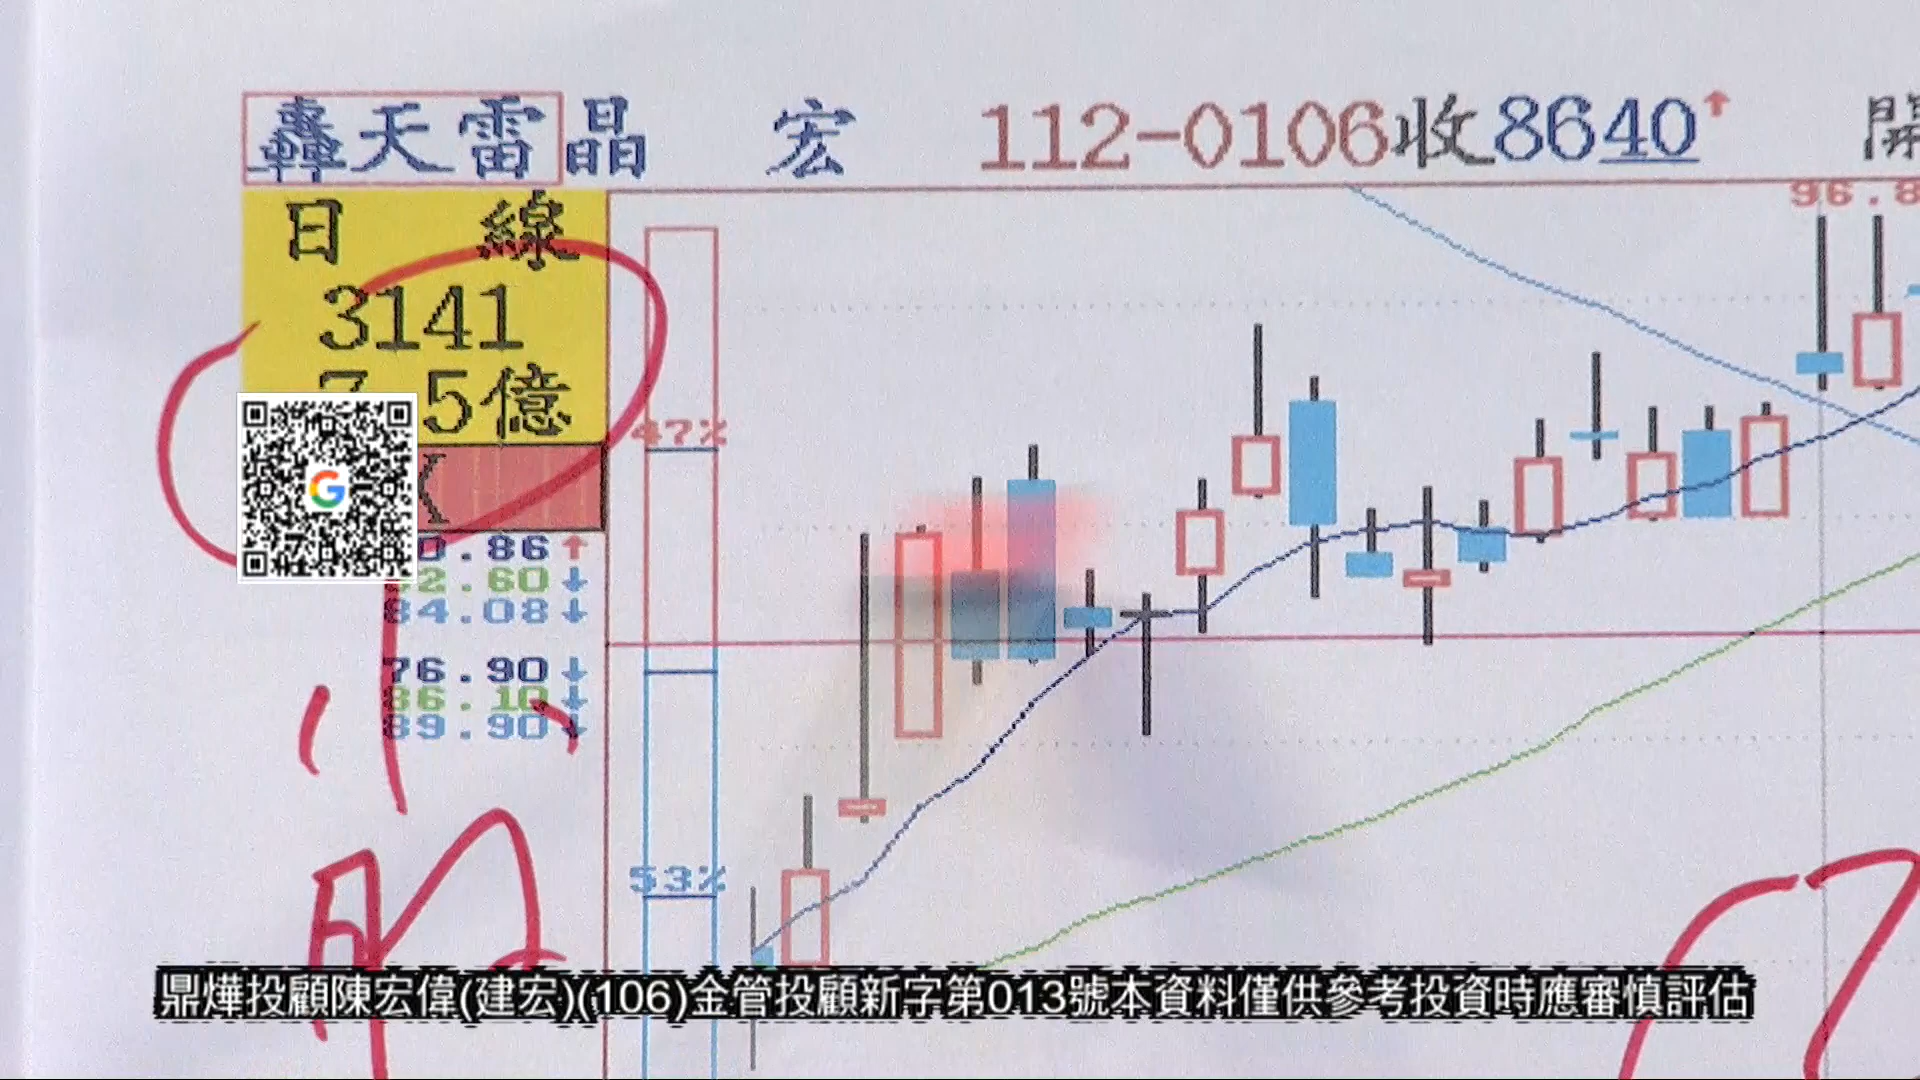 轟天雷晶 宏 112-0106收8640↑ 開
日 線
96.8
3141
7.5億
47%
K
0.86↑
82.60↓
84.08↓
76.90↓
86.10↓
89.90↓
53%
鼎燁投顧陳宏偉(建宏)(106)金管投顧新字第013號本資料僅供參考投資時應審慎評估